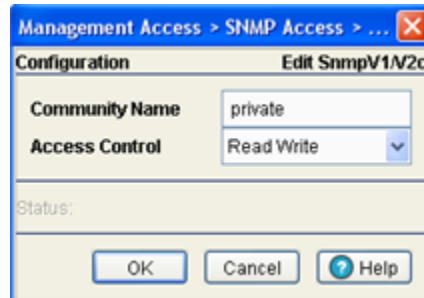 Management Access > SNMP Access > ...
Configuration Edit SnmpV1/V2c
Community Name private
Access Control Read Write
Status:
OK Cancel Help